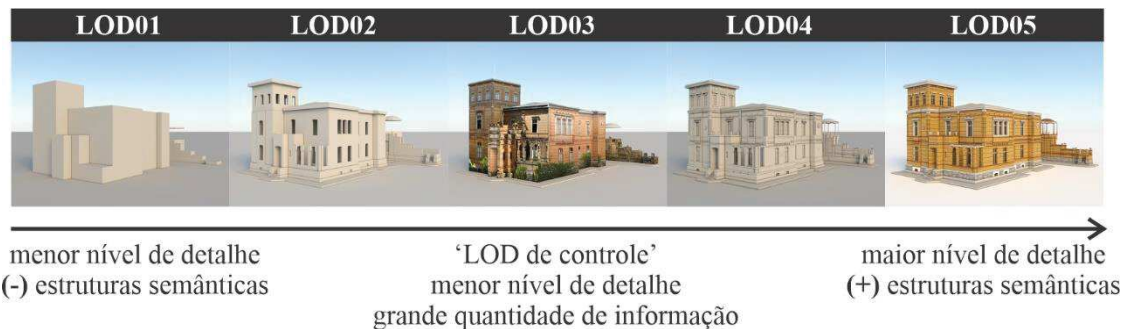 LOD01 LOD02 LOD03 LOD04 LOD05
menor nível de detalhe
(-) estruturas semânticas
‘LOD de controle’
menor nível de detalhe
grande quantidade de informação
maior nível de detalhe
(+) estruturas semânticas